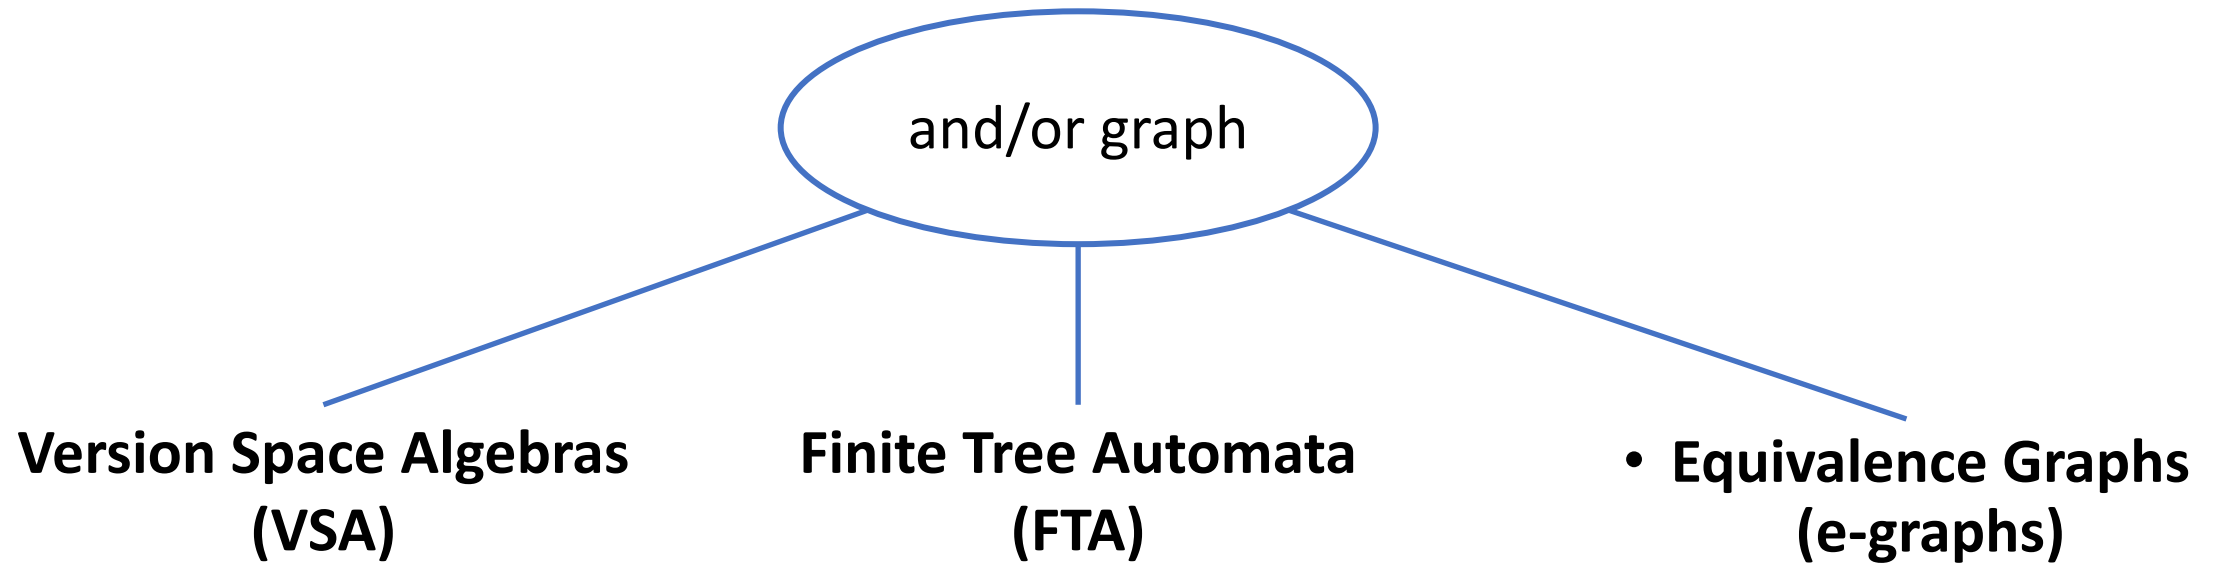 and/or graph
Version Space Algebras
(VSA)
Finite Tree Automata
(FTA)
• Equivalence Graphs
(e-graphs)